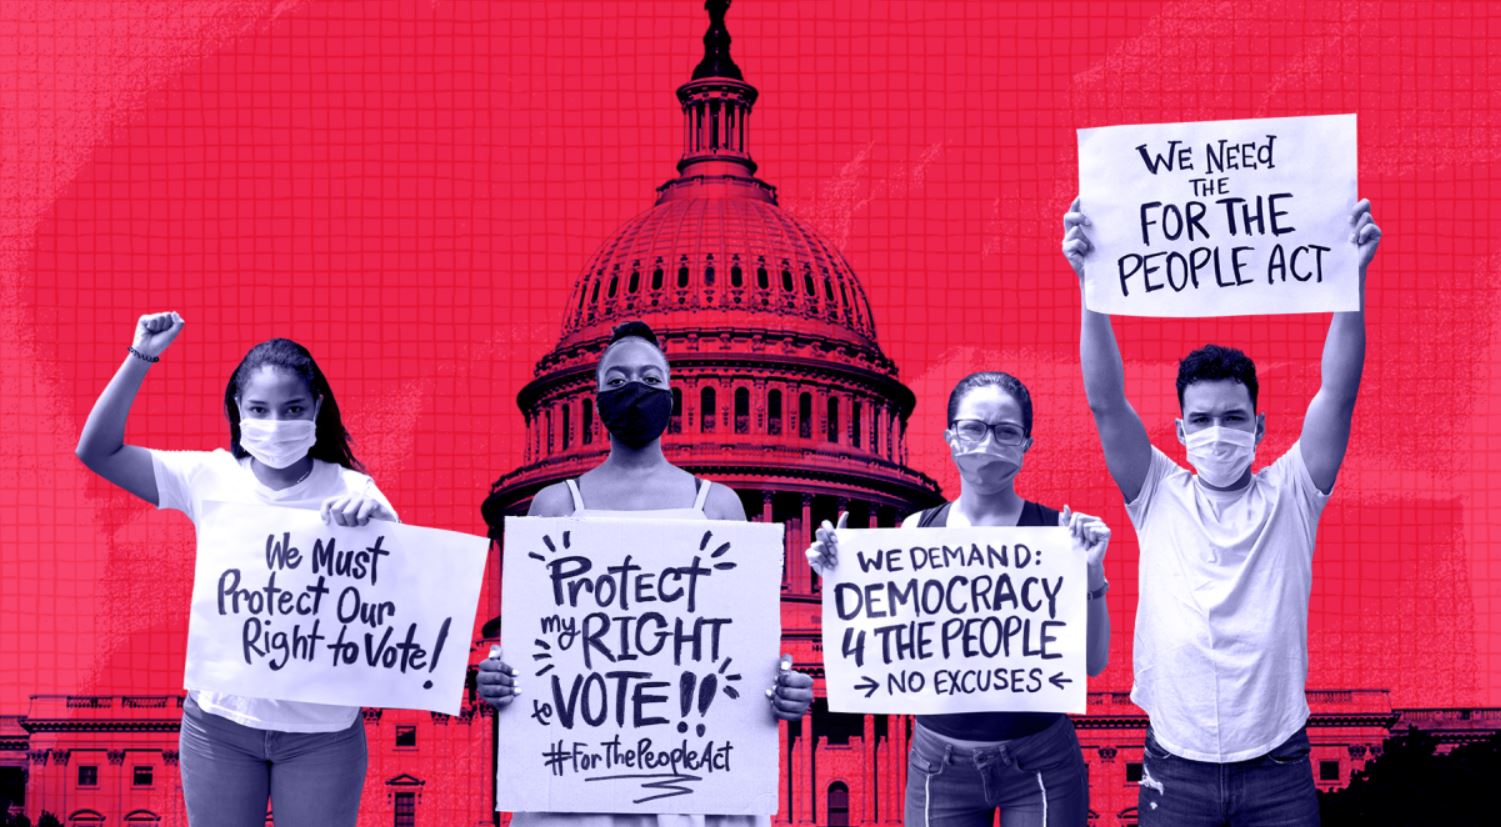 We Must
Protect Our
Right to Vote!
Protect
my RIGHT
to VOTE!!
#ForThePeopleAct
WE DEMAND:
DEMOCRACY
4 THE PEOPLE
→ NO EXCUSES ←
WE NEEd
THE
FOR THE
PEOPLE ACT